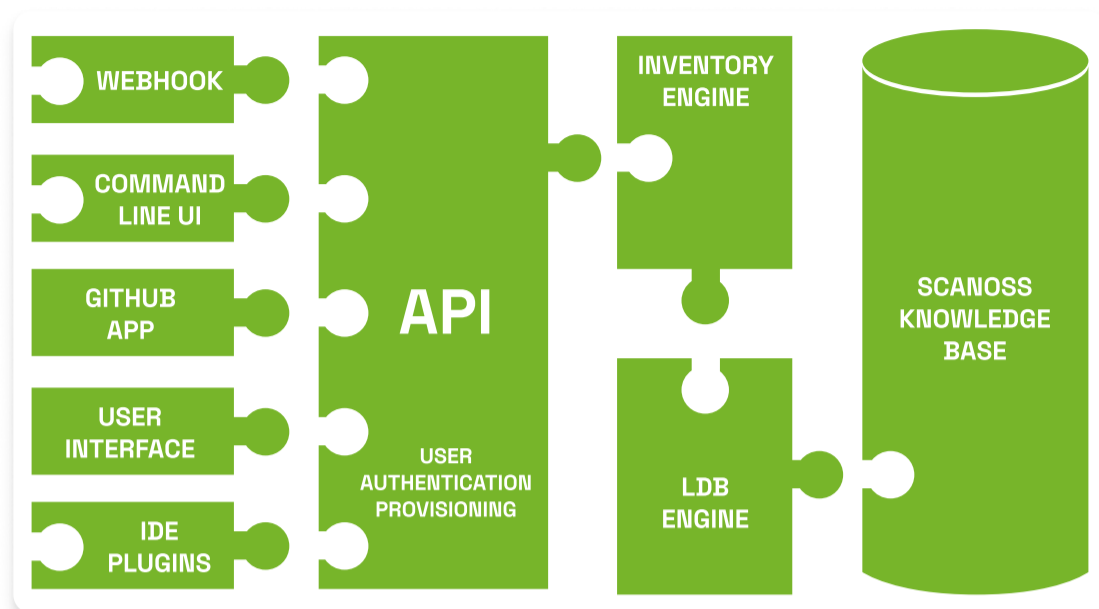 WEBHOOK
COMMAND
LINE UI
GITHUB
APP
USER
INTERFACE
IDE
PLUGINS
API
USER
AUTHENTICATION
PROVISIONING
INVENTORY
ENGINE
LDB
ENGINE
SCANOSS
KNOWLEDGE
BASE